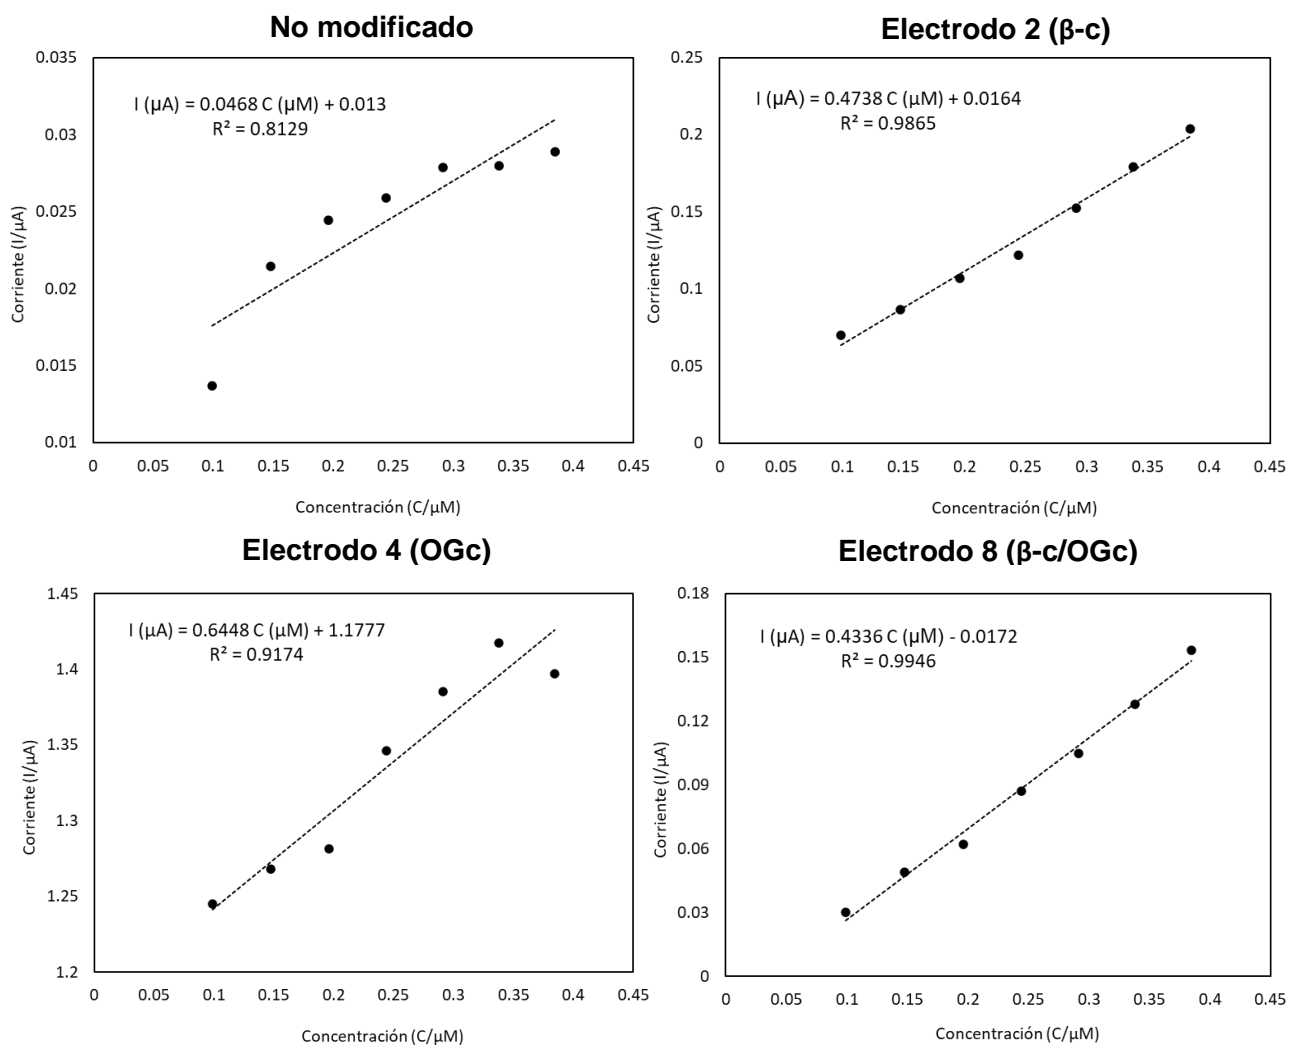 No modificado
I (µA) = 0.0468 C (µM) + 0.013
R² = 0.8129
Corriente (I/µA)
0.035
0.03
0.025
0.02
0.015
0.01
0 0.05 0.1 0.15 0.2 0.25 0.3 0.35 0.4 0.45
Concentración (C/µM)
Electrodo 2 (β-c)
I (µA) = 0.4738 C (µM) + 0.0164
R² = 0.9865
Corriente (I/µA)
0.25
0.2
0.15
0.1
0.05
0
0 0.05 0.1 0.15 0.2 0.25 0.3 0.35 0.4 0.45
Concentración (C/µM)
Electrodo 4 (OGc)
I (µA) = 0.6448 C (µM) + 1.1777
R² = 0.9174
Corriente (I/µA)
1.45
1.4
1.35
1.3
1.25
1.2
0 0.05 0.1 0.15 0.2 0.25 0.3 0.35 0.4 0.45
Concentración (C/µM)
Electrodo 8 (β-c/OGc)
I (µA) = 0.4336 C (µM) - 0.0172
R² = 0.9946
Corriente (I/µA)
0.18
0.15
0.12
0.09
0.06
0.03
0
0 0.05 0.1 0.15 0.2 0.25 0.3 0.35 0.4 0.45
Concentración (C/µM)